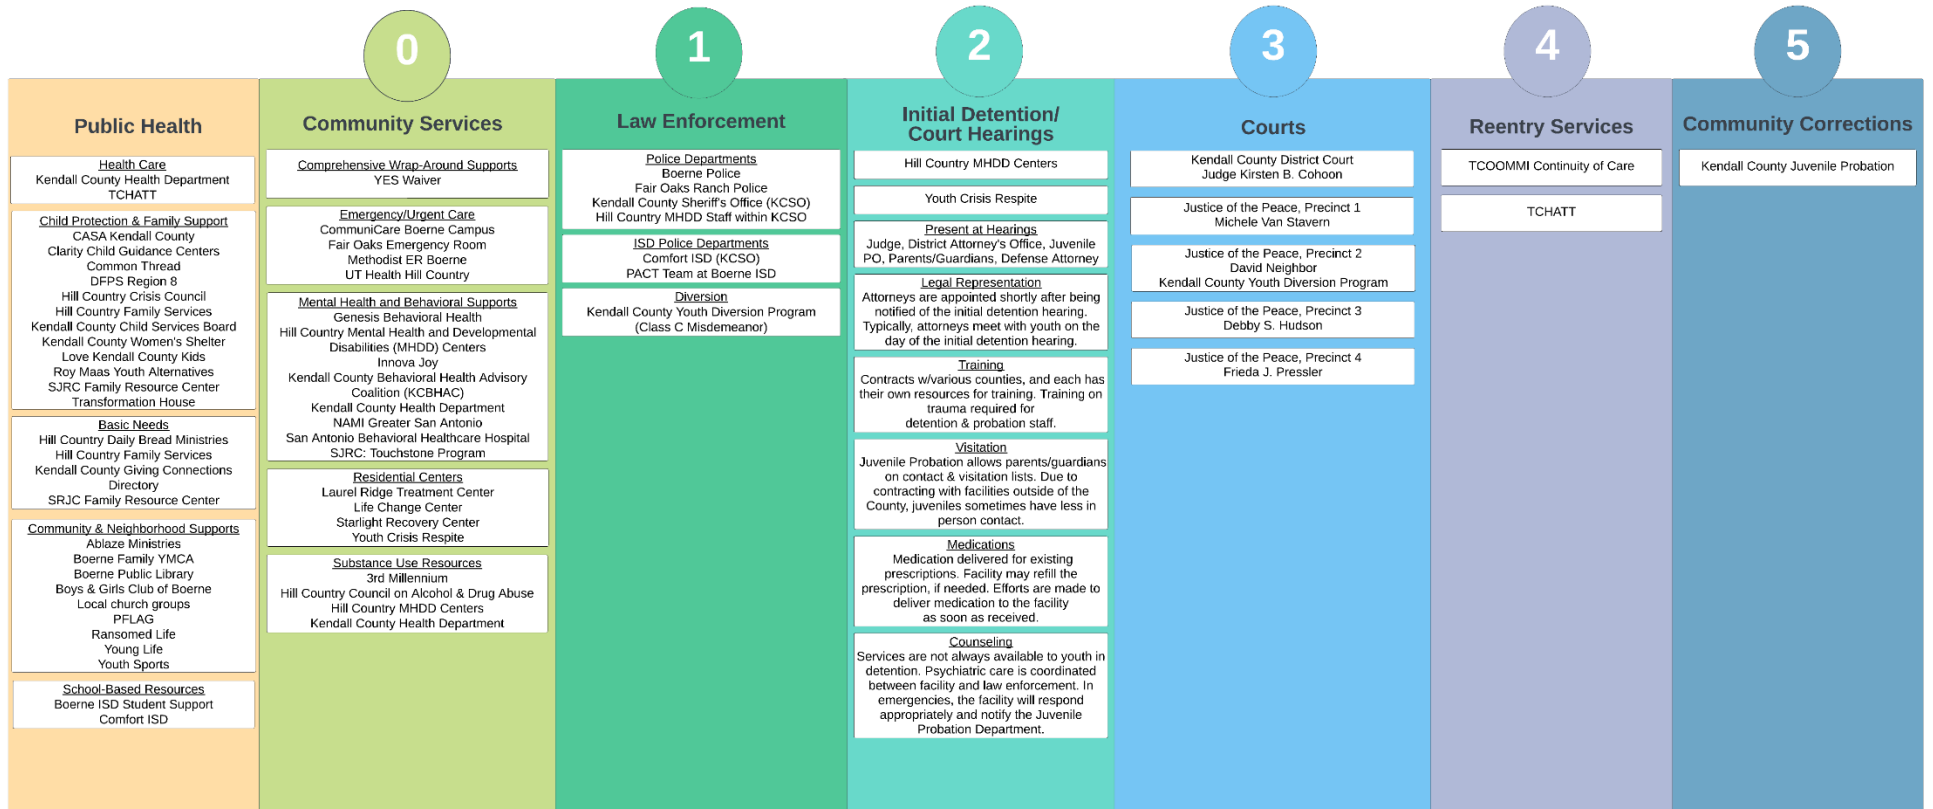 Public Health
Health Care
Kendall County Health Department
TCHATT
Child Protection & Family Support
CASA Kendall County
Clarity Child Guidance Centers
Common Thread
DFPS Region 8
Hill Country Crisis Council
Hill Country Family Services
Kendall County Child Services Board
Kendall County Women's Shelter
Love Kendall County Kids
Roy Maas Youth Alternatives
SJRC Family Resource Center
Transformation House
Basic Needs
Hill Country Daily Bread Ministries
Hill Country Family Services
Kendall County Giving Connections
Directory
SRJC Family Resource Center
Community & Neighborhood Supports
Ablaze Ministries
Boerne Family YMCA
Boerne Public Library
Boys & Girls Club of Boerne
Local church groups
PFLAG
Ransomed Life
Young Life
Youth Sports
School-Based Resources
Boerne ISD Student Support
Comfort ISD
0
Community Services
Comprehensive Wrap-Around Supports
YES Waiver
Emergency/Urgent Care
CommuniCare Boerne Campus
Fair Oaks Emergency Room
Methodist ER Boerne
UT Health Hill Country
Mental Health and Behavioral Supports
Genesis Behavioral Health
Hill Country Mental Health and Developmental
Disabilities (MHDD) Centers
Innova Joy
Kendall County Behavioral Health Advisory
Coalition (KCBHAC)
Kendall County Health Department
NAMI Greater San Antonio
San Antonio Behavioral Healthcare Hospital
SJRC: Touchstone Program
Residential Centers
Laurel Ridge Treatment Center
Life Change Center
Starlight Recovery Center
Youth Crisis Respite
Substance Use Resources
3rd Millennium
Hill Country Council on Alcohol & Drug Abuse
Hill Country MHDD Centers
Kendall County Health Department
1
Law Enforcement
Police Departments
Boerne Police
Fair Oaks Ranch Police
Kendall County Sheriff's Office (KCSO)
Hill Country MHDD Staff within KCSO
ISD Police Departments
Comfort ISD (KCSO)
PACT Team at Boerne ISD
Diversion
Kendall County Youth Diversion Program
(Class C Misdemeanor)
2
Initial Detention/
Court Hearings
Hill Country MHDD Centers
Youth Crisis Respite
Present at Hearings
Judge, District Attorney's Office, Juvenile
PO, Parents/Guardians, Defense Attorney
Legal Representation
Attorneys are appointed shortly after being
notified of the initial detention hearing.
Typically, attorneys meet with youth on the
day of the initial detention hearing.
Training
Contracts w/various counties, and each has
their own resources for training. Training on
trauma required for
detention & probation staff.
Visitation
Juvenile Probation allows parents/guardians
on contact & visitation lists. Due to
contracting with facilities outside of the
County, juveniles sometimes have less in
person contact.
Medications
Medication delivered for existing
prescriptions. Facility may refill the
prescription, if needed. Efforts are made to
deliver medication to the facility
as soon as received.
Counseling
Services are not always available to youth in
detention. Psychiatric care is coordinated
between facility and law enforcement. In
emergencies, the facility will respond
appropriately and notify the Juvenile
Probation Department.
3
Courts
Kendall County District Court
Judge Kirsten B. Cohoon
Justice of the Peace, Precinct 1
Michele Van Stavern
Justice of the Peace, Precinct 2
David Neighbor
Kendall County Youth Diversion Program
Justice of the Peace, Precinct 3
Debby S. Hudson
Justice of the Peace, Precinct 4
Frieda J. Pressler
4
Reentry Services
TCOOMMI Continuity of Care
TCHATT
5
Community Corrections
Kendall County Juvenile Probation